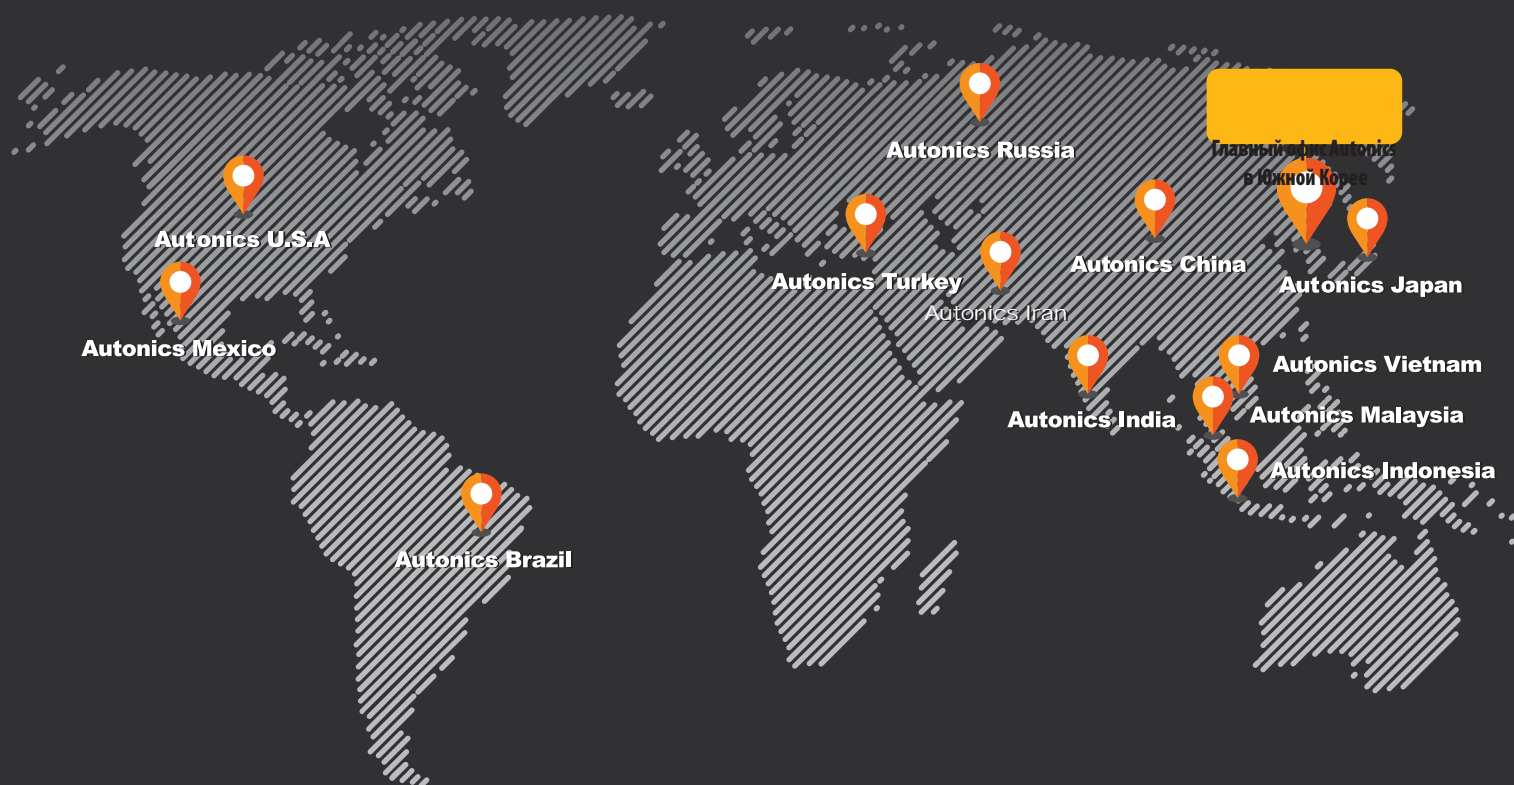 Главный офис Autonics
в Южной Корее
Autonics Russia
Autonics U.S.A
Autonics China
Autonics Turkey
Autonics Japan
Autonics Iran
Autonics Mexico
Autonics Vietnam
Autonics Malaysia
Autonics India
Autonics Indonesia
Autonics Brazil